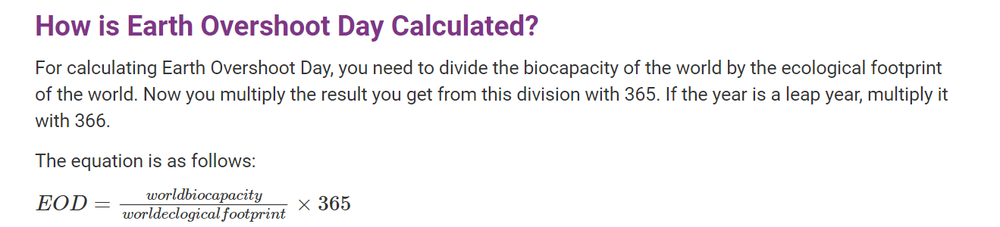 How is Earth Overshoot Day Calculated?
For calculating Earth Overshoot Day, you need to divide the biocapacity of the world by the ecological footprint
of the world. Now you multiply the result you get from this division with 365. If the year is a leap year, multiply it
with 366.
The equation is as follows:
EOD = worldbiocapacity / worldeclogicalfootprint × 365